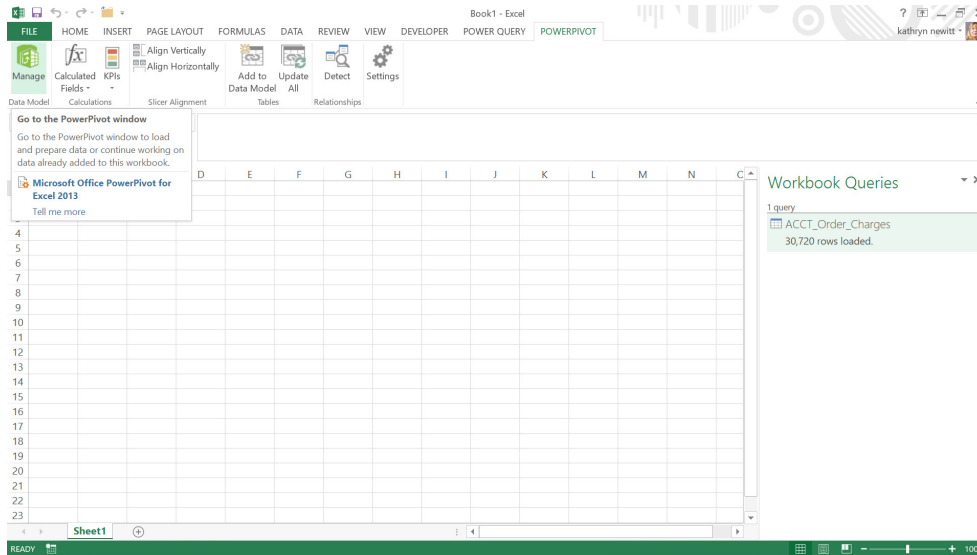 Book1 - Excel
?
FILE HOME INSERT PAGE LAYOUT FORMULAS DATA REVIEW VIEW DEVELOPER POWER QUERY POWERPIVOT
kathryn newitt
Manage
Calculated Fields
KPIs
Align Vertically
Align Horizontally
Add to Data Model
Update All
Detect
Settings
Data Model Calculations Slicer Alignment Tables Relationships
Go to the PowerPivot window
Go to the PowerPivot window to load
and prepare data or continue working on
data already added to this workbook.
Microsoft Office PowerPivot for
Excel 2013
Tell me more
D E F G H I J K L M N
4
5
6
7
8
9
10
11
12
13
14
15
16
17
18
19
20
21
22
23
Workbook Queries
1 query
ACCT_Order_Charges
30,720 rows loaded.
Sheet1
READY